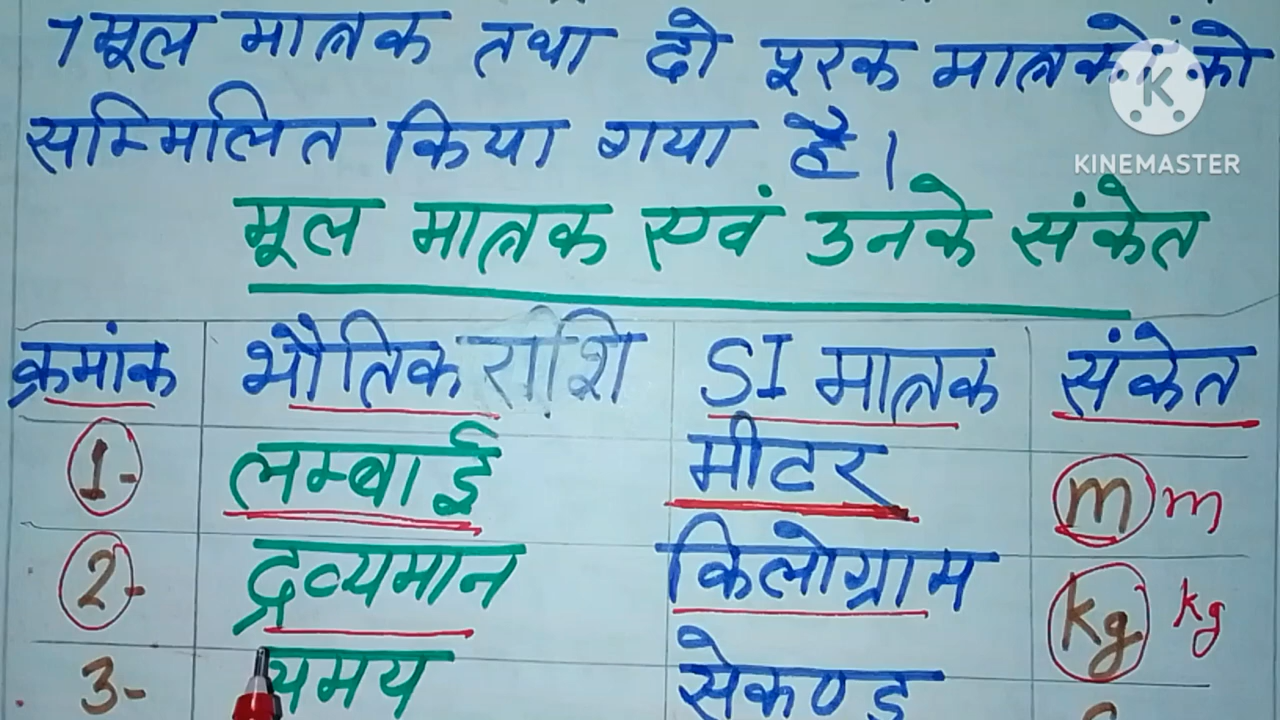 7 मूल मात्रक तथा दो पूरक मात्रकों को
सम्मिलित किया गया है।
K
KINEMASTER
मूल मात्रक एवं उनके संकेत
क्रमांक भौतिक राशि SI मात्रक संकेत
1- लम्बाई मीटर m m
2- द्रव्यमान किलोग्राम kg kg
3- समय सेकण्ड